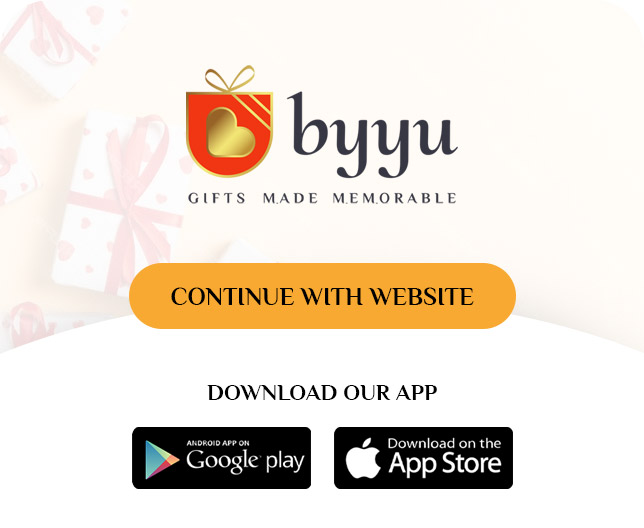 byyu
GIFTS MADE MEMORABLE
CONTINUE WITH WEBSITE
DOWNLOAD OUR APP
ANDROID APP ON
Google play
Download on the
App Store